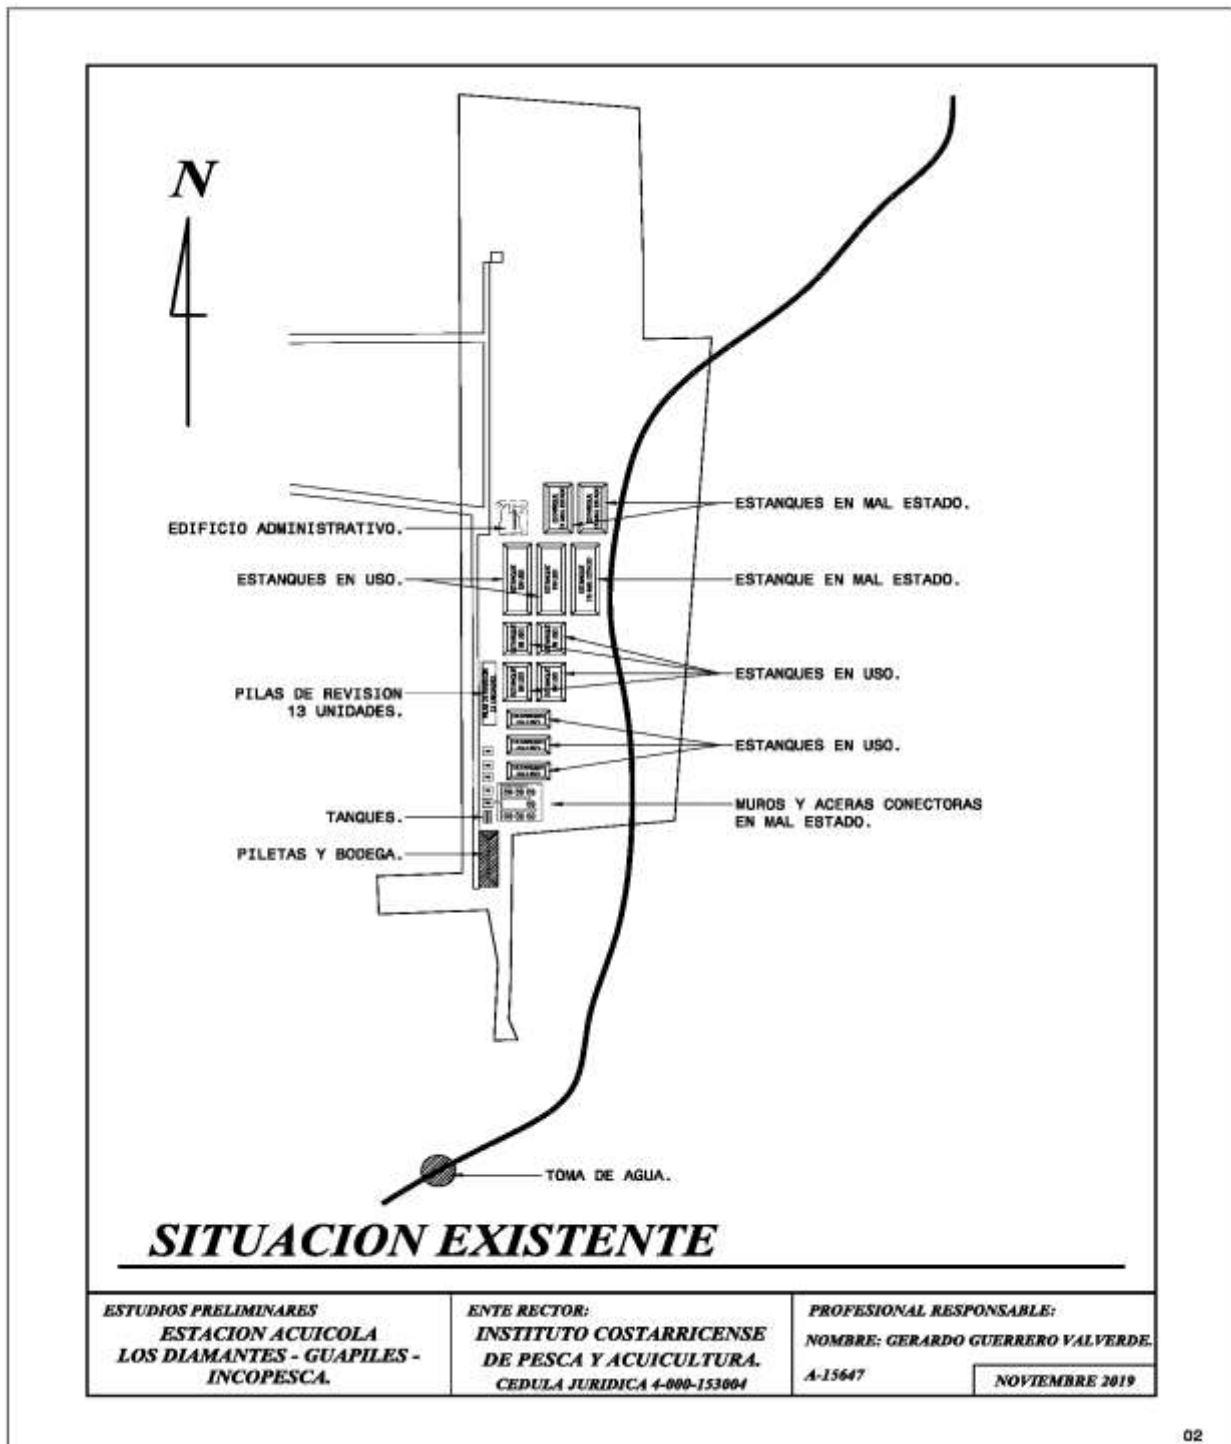 N
ESTANQUES EN MAL ESTADO.
EDIFICIO ADMINISTRATIVO.
ESTANQUES EN USO.
ESTANQUE EN MAL ESTADO.
ESTANQUES EN USO.
PILAS DE REVISION
13 UNIDADES.
ESTANQUES EN USO.
MUROS Y ACERAS CONECTORAS
EN MAL ESTADO.
TANQUES.
PILETAS Y BODEGA.
TOMA DE AGUA.
SITUACION EXISTENTE
ESTUDIOS PRELIMINARES
ESTACION ACUICOLA
LOS DIAMANTES - GUAPILES -
INCOPESCA.
ENTE RECTOR:
INSTITUTO COSTARRICENSE
DE PESCA Y ACUICULTURA.
CEDULA JURIDICA 4-000-153004
PROFESIONAL RESPONSABLE:
NOMBRE: GERARDO GUERRERO VALVERDE.
A-15647
NOVIEMBRE 2019
02